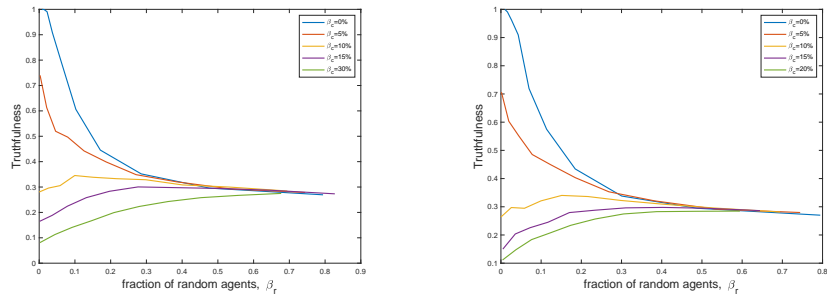 Truthfulness
1
0.9
0.8
0.7
0.6
0.5
0.4
0.3
0.2
0.1
0
0 0.1 0.2 0.3 0.4 0.5 0.6 0.7 0.8 0.9
fraction of random agents, β_r
β_c=0%
β_c=5%
β_c=10%
β_c=15%
β_c=30%
Truthfulness
1
0.9
0.8
0.7
0.6
0.5
0.4
0.3
0.2
0.1
0
0 0.1 0.2 0.3 0.4 0.5 0.6 0.7 0.8
fraction of random agents, β_r
β_c=0%
β_c=5%
β_c=10%
β_c=15%
β_c=20%